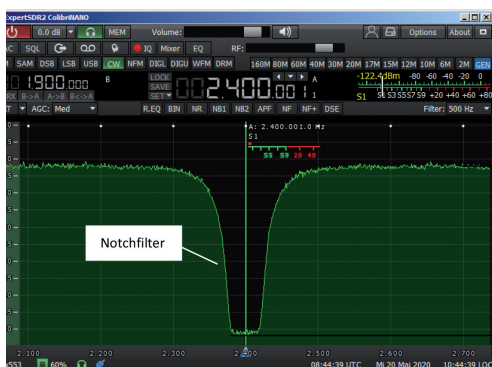 ExpertSDR2 ColibriNANO
0.0 dB MEM Volume: Options About
SQL IQ Mixer EQ RF:
SAM DSB LSB USB CW NFM DIGL DIGU WFM DRM 160M 80M 60M 40M 30M 20M 17M 15M 12M 10M 6M 2M GEN
1.900.000 B LOCK SAVE SET 002.400.001 A 1 -122.4dBm -80 -60 -40 -20 0
S1 S1 S3 S5 S7 S9 +20 +40 +60 +80
RX B->A A->B B<->A
AGC: Med R.EQ BIN NR NB1 NB2 APF NF NF+ DSE Filter: 500 Hz
A: 2.400.001.0 Hz
S1
S5 S9 20 40
Notchfilter
2.100 2.200 2.300 2.400 2.500 2.600 2.700
60% 08:44:39 UTC Mi 20 Mai 2020 10:44:39 LOC